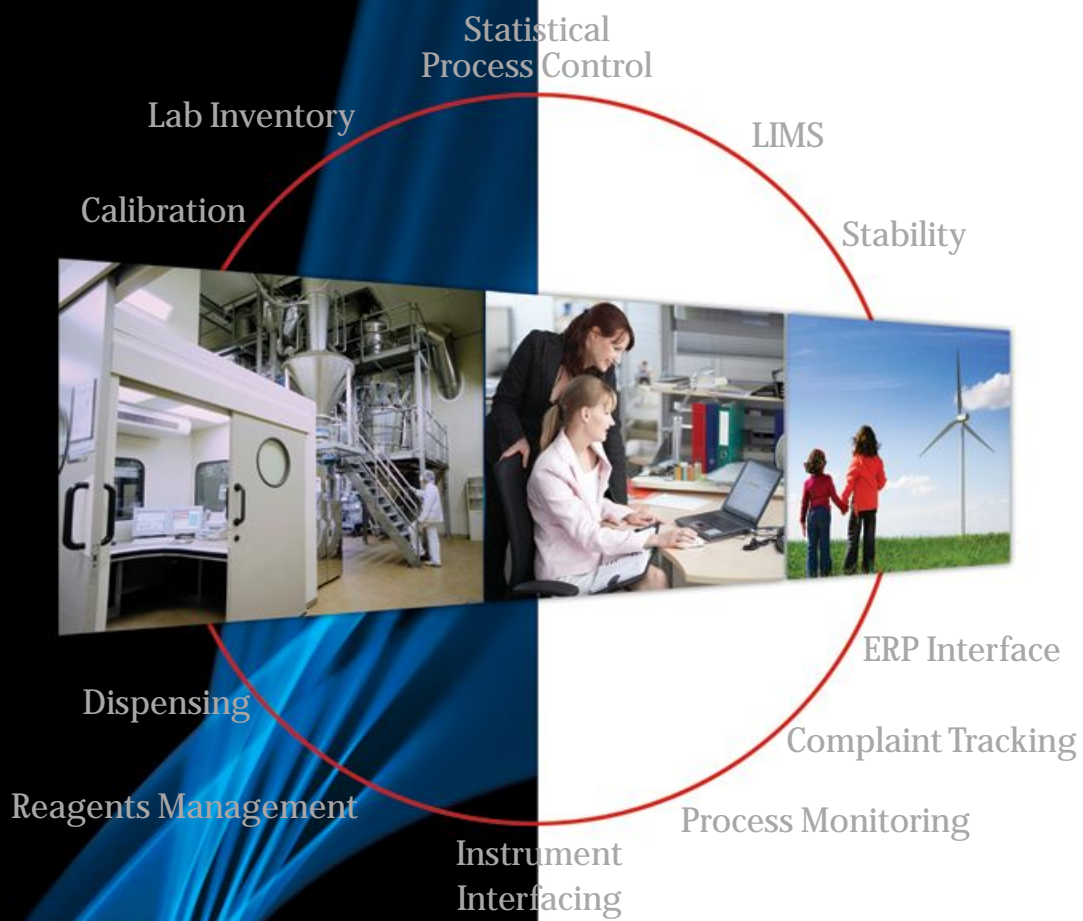 Statistical
Process Control
Lab Inventory
LIMS
Calibration
Stability
ERP Interface
Dispensing
Complaint Tracking
Reagents Management
Process Monitoring
Instrument
Interfacing